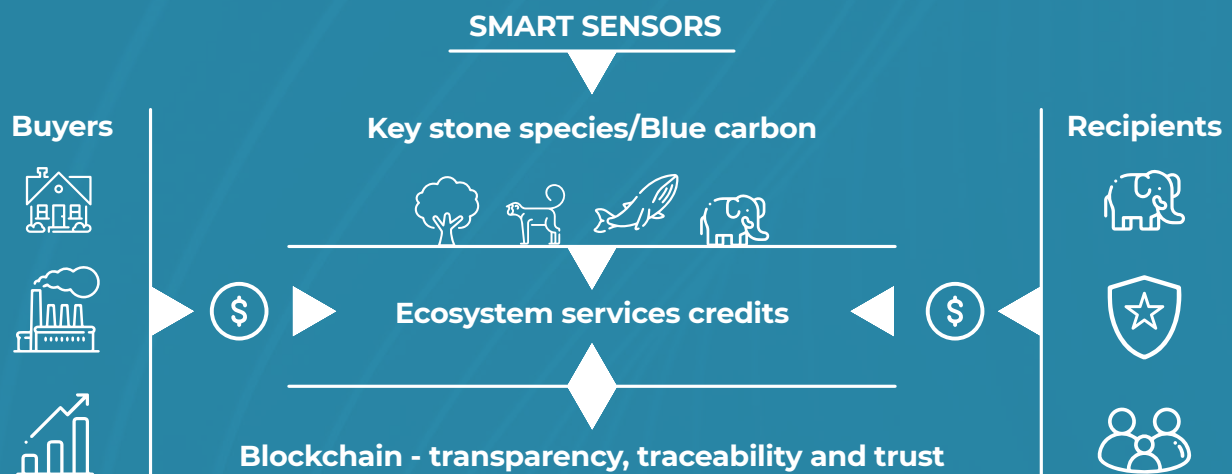 SMART SENSORS
Buyers
Key stone species/Blue carbon
Recipients
$
Ecosystem services credits
$
Blockchain - transparency, traceability and trust